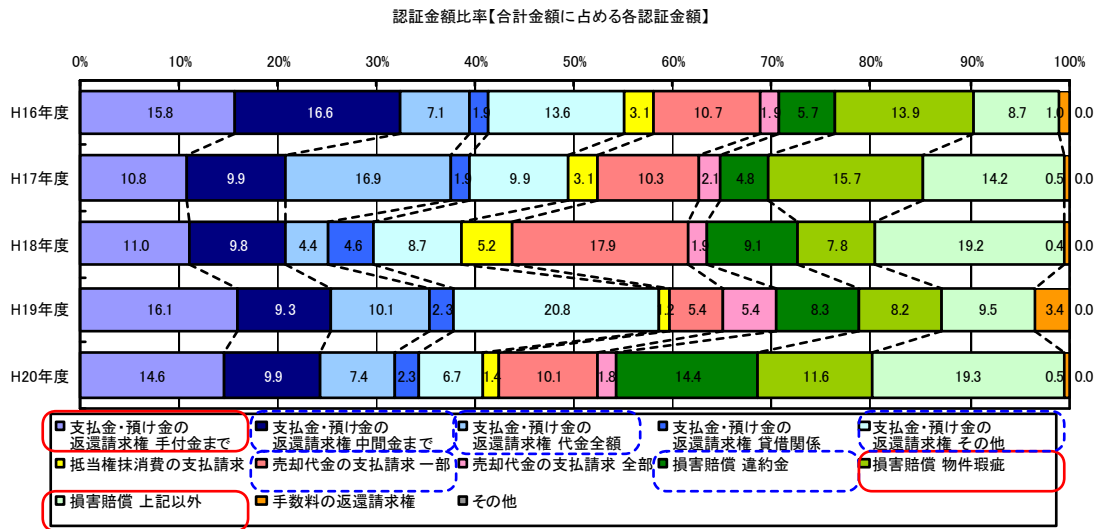 認証金額比率【合計金額に占める各認証金額】
0% 10% 20% 30% 40% 50% 60% 70% 80% 90% 100%
H16年度 15.8 16.6 7.1 1.9 13.6 3.1 10.7 1.9 5.7 13.9 8.7 1.0 0.0
H17年度 10.8 9.9 16.9 1.9 9.9 3.1 10.3 2.1 4.8 15.7 14.2 0.5 0.0
H18年度 11.0 9.8 4.4 4.6 8.7 5.2 17.9 1.9 9.1 7.8 19.2 0.4 0.0
H19年度 16.1 9.3 10.1 2.3 20.8 1.2 5.4 5.4 8.3 8.2 9.5 3.4 0.0
H20年度 14.6 9.9 7.4 2.3 6.7 1.4 10.1 1.8 14.4 11.6 19.3 0.5 0.0
支払金・預け金の 支払金・預け金の 支払金・預け金の 支払金・預け金の 支払金・預け金の
返還請求権 手付金まで 返還請求権 中間金まで 返還請求権 代金全額 返還請求権 貸借関係 返還請求権 その他
抵当権抹消費の支払請求 売却代金の支払請求 一部 売却代金の支払請求 全部 損害賠償 違約金 損害賠償 物件瑕疵
損害賠償 上記以外 手数料の返還請求権 その他